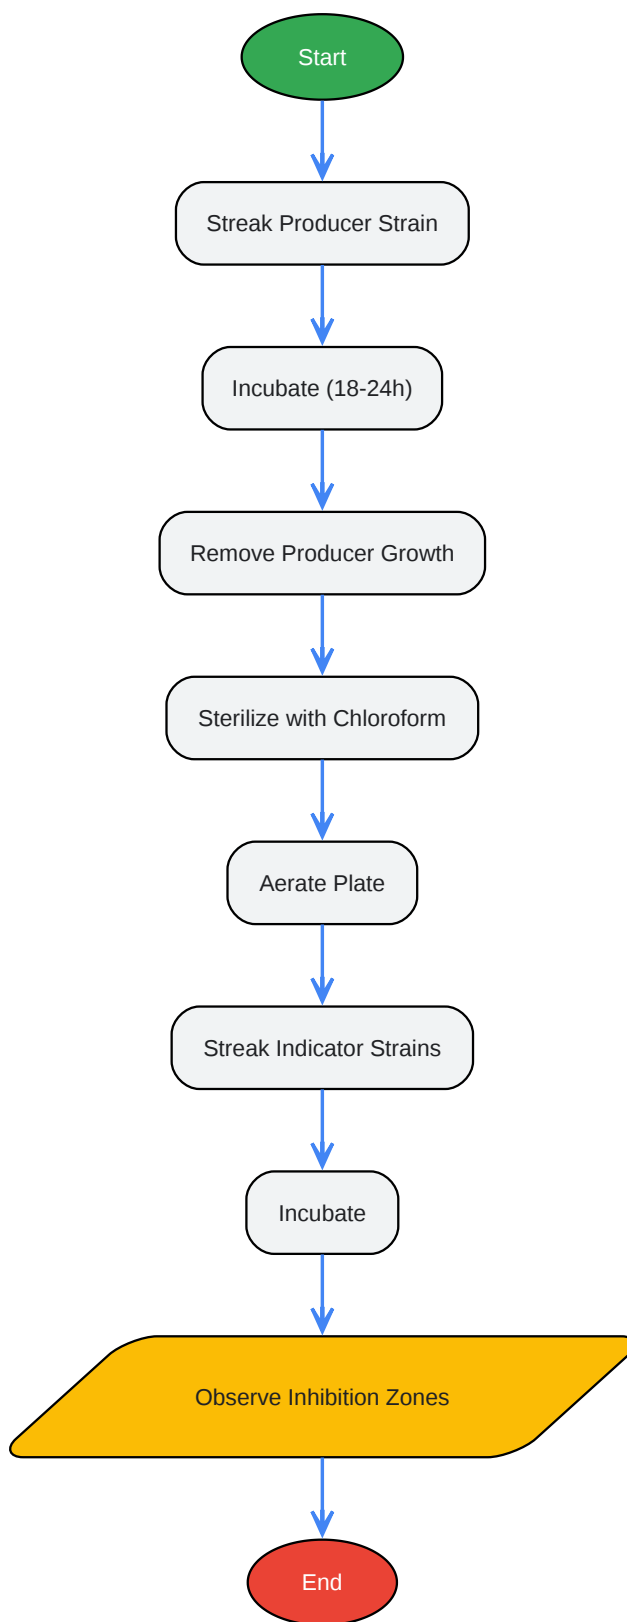 Start
Streak Producer Strain
Incubate (18-24h)
Remove Producer Growth
Sterilize with Chloroform
Aerate Plate
Streak Indicator Strains
Incubate
Observe Inhibition Zones
End